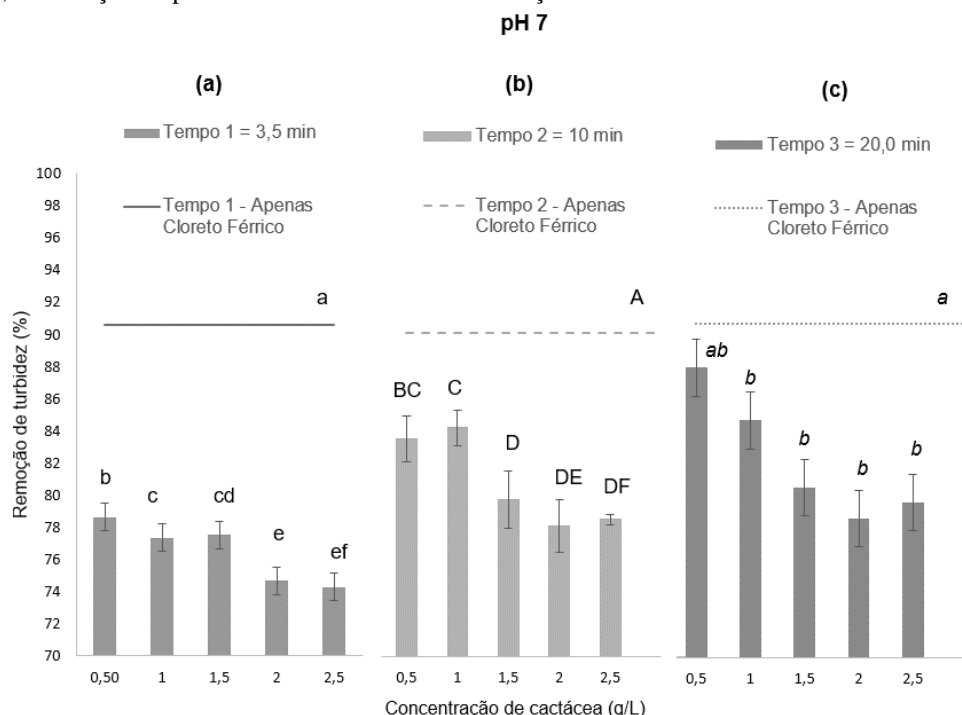 pH 7
(a)
(b)
(c)
Tempo 1 = 3,5 min
Tempo 2 = 10 min
Tempo 3 = 20,0 min
Tempo 1 - Apenas
Cloreto Férrico
Tempo 2 - Apenas
Cloreto Férrico
Tempo 3 - Apenas
Cloreto Férrico
Remoção de turbidez (%)
100
98
96
94
92
90
88
86
84
82
80
78
76
74
72
70
a
b
c
cd
e
ef
A
BC
C
D
DE
DF
a
ab
b
b
b
b
0,50 1 1,5 2 2,5
0,5 1 1,5 2 2,5
0,5 1 1,5 2 2,5
Concentração de cactácea (g/L)